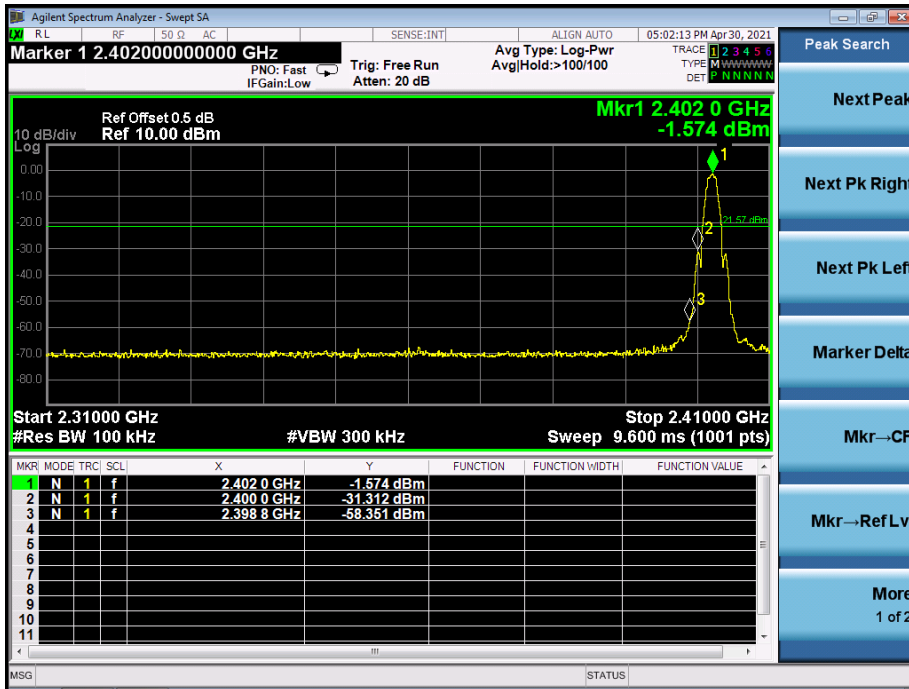 Agilent Spectrum Analyzer - Swept SA
LXI RL RF 50 Ω AC SENSE:INT ALIGN AUTO 05:02:13 PM Apr 30, 2021
Marker 1 2.402000000000 GHz
PNO: Fast
IFGain:Low
Trig: Free Run
Atten: 20 dB
Avg Type: Log-Pwr
Avg|Hold:>100/100
TRACE 1 2 3 4 5 6
TYPE M WWWWW
DET P N N N N N
Peak Search
Mkr1 2.402 0 GHz
-1.574 dBm
Ref Offset 0.5 dB
10 dB/div Ref 10.00 dBm
Log
0.00
-10.0
-20.0
-30.0
-40.0
-50.0
-60.0
-70.0
-80.0
1
21.57 dBm
2
3
Start 2.31000 GHz Stop 2.41000 GHz
#Res BW 100 kHz #VBW 300 kHz Sweep 9.600 ms (1001 pts)
MKR MODE TRC SCL X Y FUNCTION FUNCTION WIDTH FUNCTION VALUE
1 N 1 f 2.402 0 GHz -1.574 dBm
2 N 1 f 2.400 0 GHz -31.312 dBm
3 N 1 f 2.398 8 GHz -58.351 dBm
4
5
6
7
8
9
10
11
MSG STATUS
Next Peak
Next Pk Right
Next Pk Left
Marker Delta
Mkr→CF
Mkr→Ref Lv
More
1 of 2